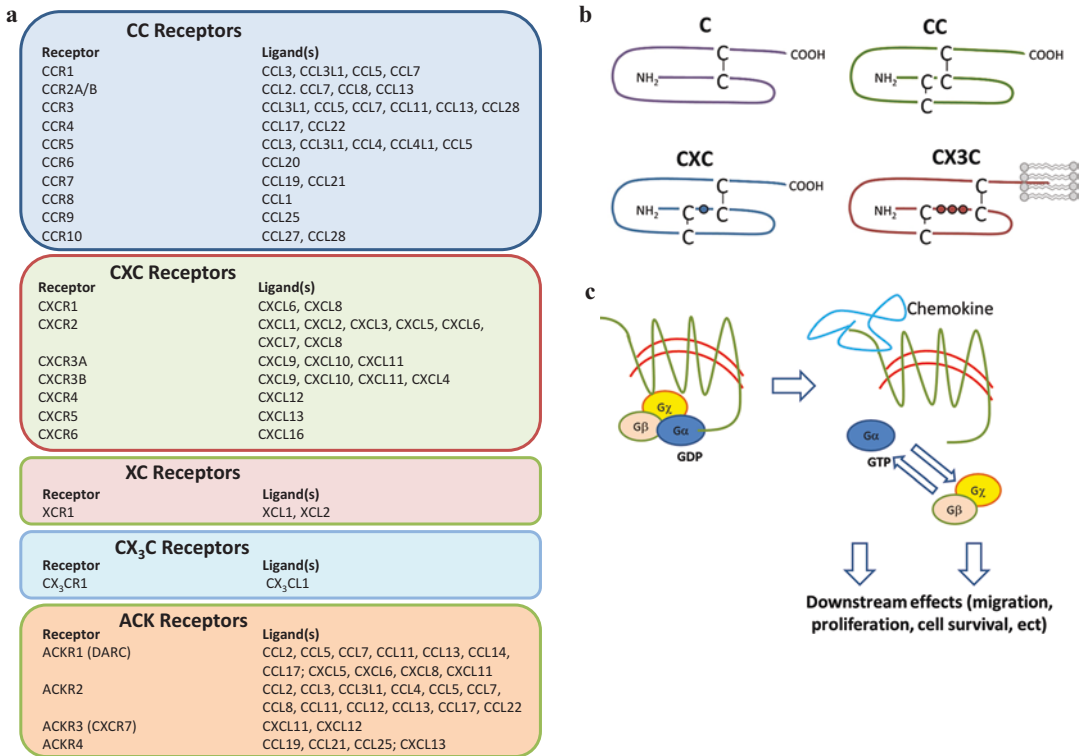 a
CC Receptors
Receptor Ligand(s)
CCR1 CCL3, CCL3L1, CCL5, CCL7
CCR2A/B CCL2. CCL7, CCL8, CCL13
CCR3 CCL3L1, CCL5, CCL7, CCL11, CCL13, CCL28
CCR4 CCL17, CCL22
CCR5 CCL3, CCL3L1, CCL4, CCL4L1, CCL5
CCR6 CCL20
CCR7 CCL19, CCL21
CCR8 CCL1
CCR9 CCL25
CCR10 CCL27, CCL28
CXC Receptors
Receptor Ligand(s)
CXCR1 CXCL6, CXCL8
CXCR2 CXCL1, CXCL2, CXCL3, CXCL5, CXCL6,
CXCL7, CXCL8
CXCR3A CXCL9, CXCL10, CXCL11
CXCR3B CXCL9, CXCL10, CXCL11, CXCL4
CXCR4 CXCL12
CXCR5 CXCL13
CXCR6 CXCL16
XC Receptors
Receptor Ligand(s)
XCR1 XCL1, XCL2
CX₃C Receptors
Receptor Ligand(s)
CX₃CR1 CX₃CL1
ACK Receptors
Receptor Ligand(s)
ACKR1 (DARC) CCL2, CCL5, CCL7, CCL11, CCL13, CCL14,
CCL17; CXCL5, CXCL6, CXCL8, CXCL11
ACKR2 CCL2, CCL3, CCL3L1, CCL4, CCL5, CCL7,
CCL8, CCL11, CCL12, CCL13, CCL17, CCL22
ACKR3 (CXCR7) CXCL11, CXCL12
ACKR4 CCL19, CCL21, CCL25; CXCL13
b
C
COOH
C
NH₂
C
CC
COOH
C
NH₂
C
C
CXC
COOH
C
NH₂
C
C
C
CX3C
C
NH₂
C
C
C
c
Gχ
Gβ
Gα
GDP
Chemokine
Gα
GTP
Gχ
Gβ
Downstream effects (migration,
proliferation, cell survival, ect)